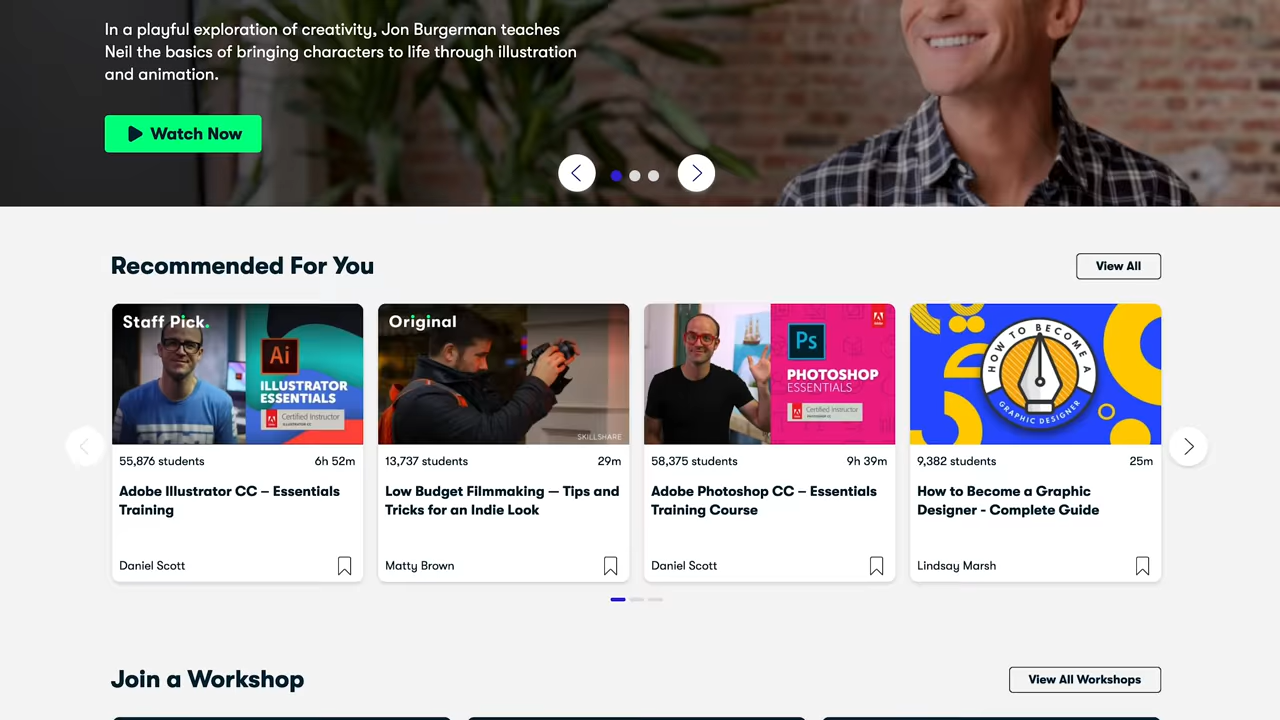 In a playful exploration of creativity, Jon Burgerman teaches
Neil the basics of bringing characters to life through illustration
and animation.
Watch Now
Recommended For You
View All
Staff Pick.
Ai
ILLUSTRATOR
ESSENTIALS
Certified Instructor
ILLUSTRATOR CC
55,876 students
6h 52m
Adobe Illustrator CC – Essentials
Training
Daniel Scott
Original
SKILLSHARE
13,737 students
29m
Low Budget Filmmaking — Tips and
Tricks for an Indie Look
Matty Brown
Ps
PHOTOSHOP
ESSENTIALS
Certified Instructor
PHOTOSHOP CC
58,375 students
9h 39m
Adobe Photoshop CC – Essentials
Training Course
Daniel Scott
HOW TO BECOME A
GRAPHIC DESIGNER
9,382 students
25m
How to Become a Graphic
Designer - Complete Guide
Lindsay Marsh
Join a Workshop
View All Workshops